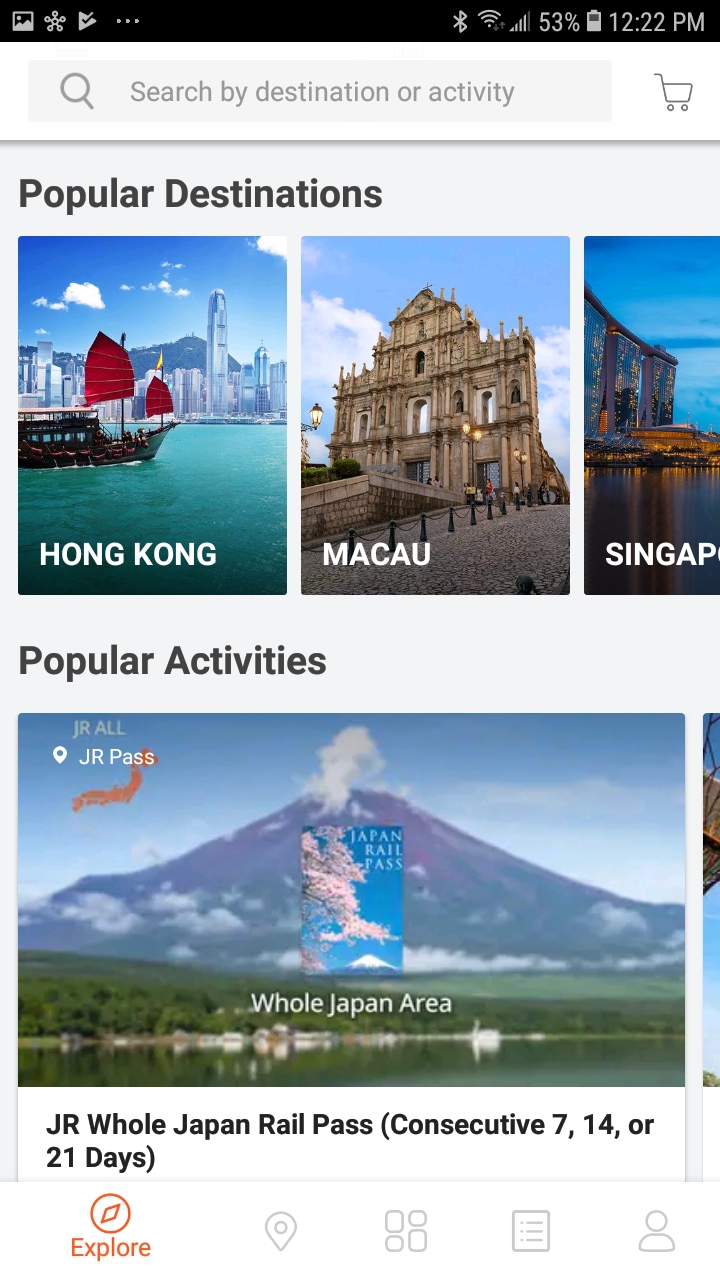 53% 12:22 PM
Search by destination or activity
Popular Destinations
HONG KONG
MACAU
SINGAP
Popular Activities
JR ALL
JR Pass
JAPAN
RAIL
PASS
Whole Japan Area
JR Whole Japan Rail Pass (Consecutive 7, 14, or
21 Days)
Explore